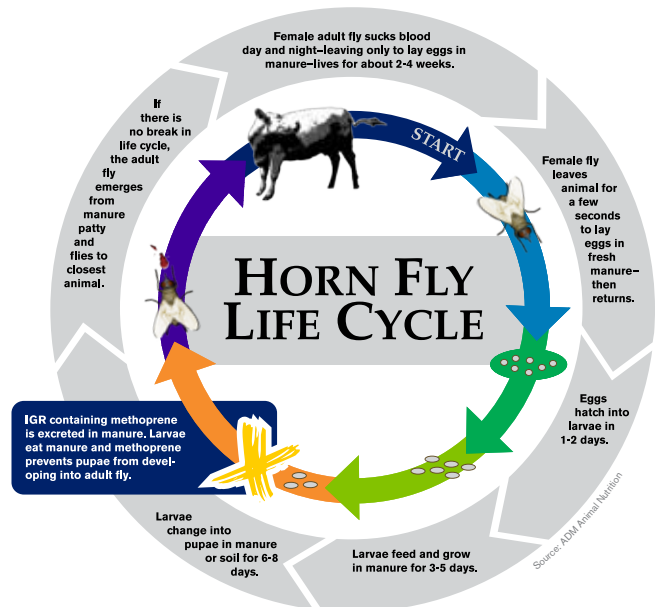 Female adult fly sucks blood
day and night–leaving only to lay eggs in
manure–lives for about 2-4 weeks.
START
Female fly
leaves
animal for
a few
seconds
to lay
eggs in
fresh
manure–
then
returns.
Eggs
hatch into
larvae in
1-2 days.
Larvae feed and grow
in manure for 3-5 days.
Larvae
change into
pupae in manure
or soil for 6-8
days.
IGR containing methoprene
is excreted in manure. Larvae
eat manure and methoprene
prevents pupae from devel-
oping into adult fly.
If
there is
no break in
life cycle,
the adult
fly
emerges
from
manure
patty
and
flies to
closest
animal.
HORN FLY
LIFE CYCLE
Source: ADM Animal Nutrition